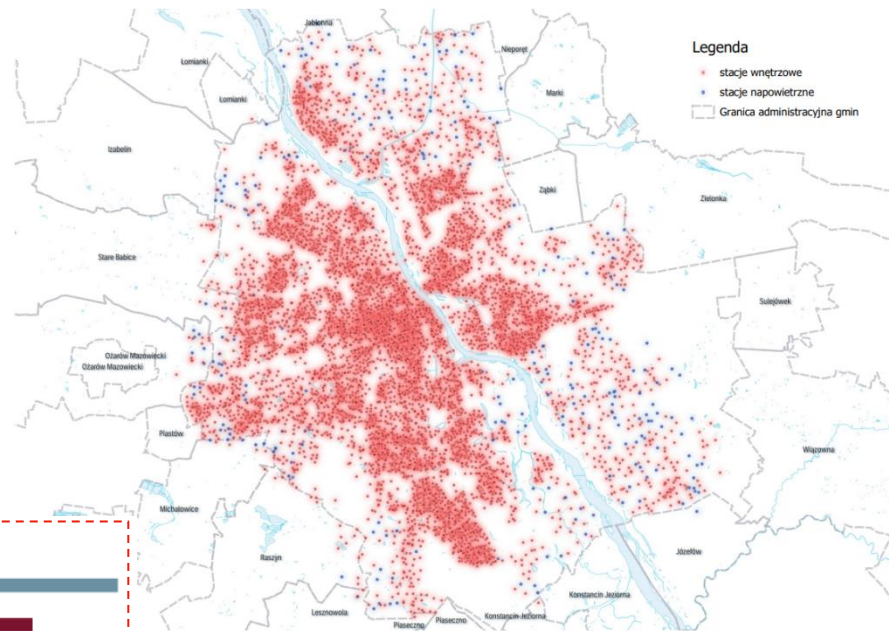 Jabłonna
Nieporęt
Łomianki
Legenda
stacje wnętrzowe
stacje napowietrzne
Granica administracyjna gmin
Łomianki
Marki
Izabelin
Ząbki
Zielonka
Stare Babice
Sulejówek
Ożarów Mazowiecki
Ożarów Mazowiecki
Piastów
Wiązowna
Michałowice
Raszyn
Józefów
Konstancin Jeziorna
Lesznowola
Piaseczno
Piaseczno
Konstancin Jeziorna